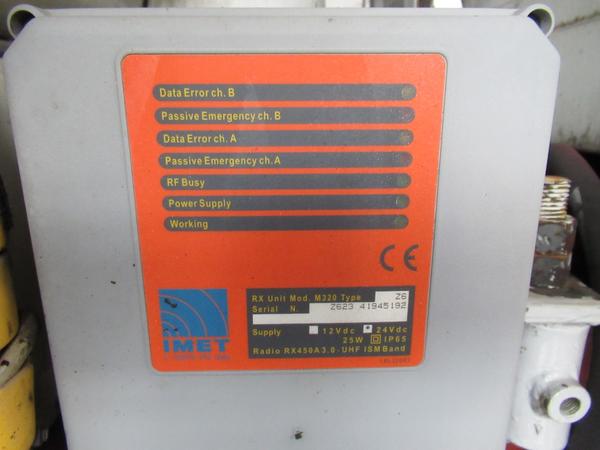 Data Error ch. B
Passive Emergency ch. B
Data Error ch. A
Passive Emergency ch. A
RF Busy
Power Supply
Working
CE
RX Unit Mod. M320 Type Z6
Serial N. Z623 41945192
Supply 12Vdc 24Vdc
25W IP65
Radio RX450A3.0 - UHF ISM Band
IMET